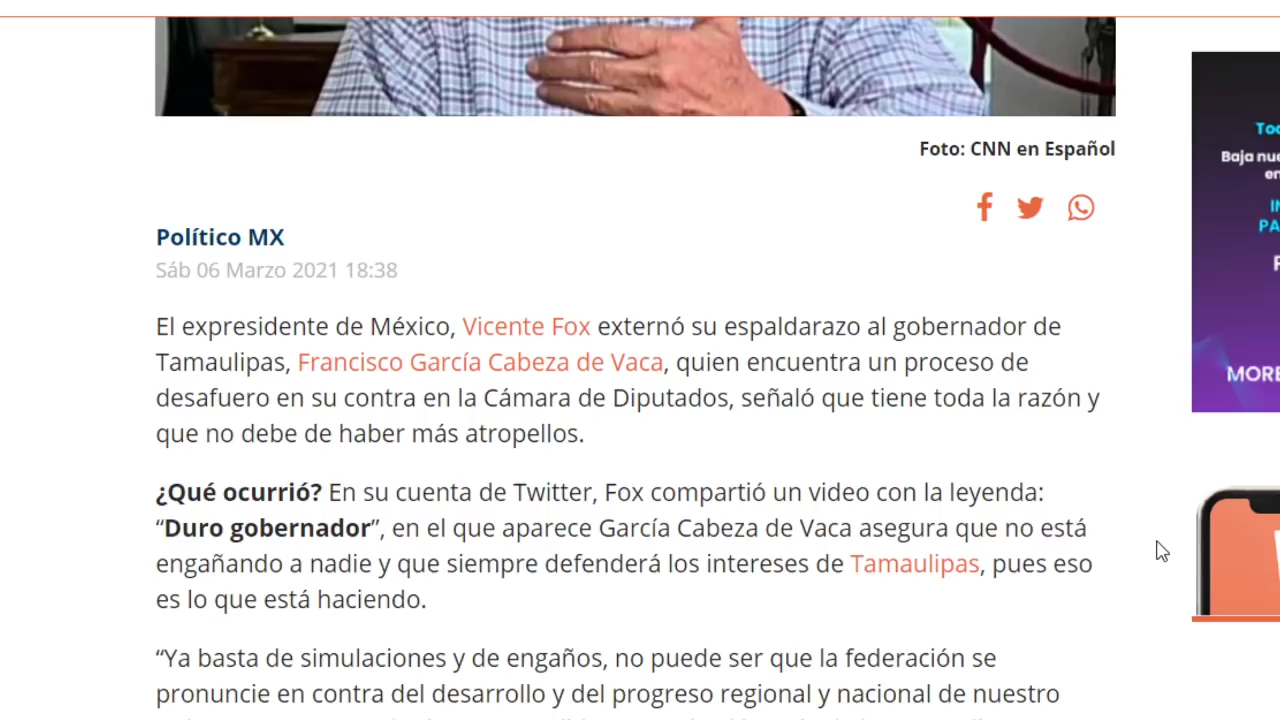 Foto: CNN en Español
Político MX
Sáb 06 Marzo 2021 18:38
El expresidente de México, Vicente Fox externó su espaldarazo al gobernador de
Tamaulipas, Francisco García Cabeza de Vaca, quien encuentra un proceso de
desafuero en su contra en la Cámara de Diputados, señaló que tiene toda la razón y
que no debe de haber más atropellos.
¿Qué ocurrió? En su cuenta de Twitter, Fox compartió un video con la leyenda:
“Duro gobernador”, en el que aparece García Cabeza de Vaca asegura que no está
engañando a nadie y que siempre defenderá los intereses de Tamaulipas, pues eso
es lo que está haciendo.
“Ya basta de simulaciones y de engaños, no puede ser que la federación se
pronuncie en contra del desarrollo y del progreso regional y nacional de nuestro
Baja
MORE